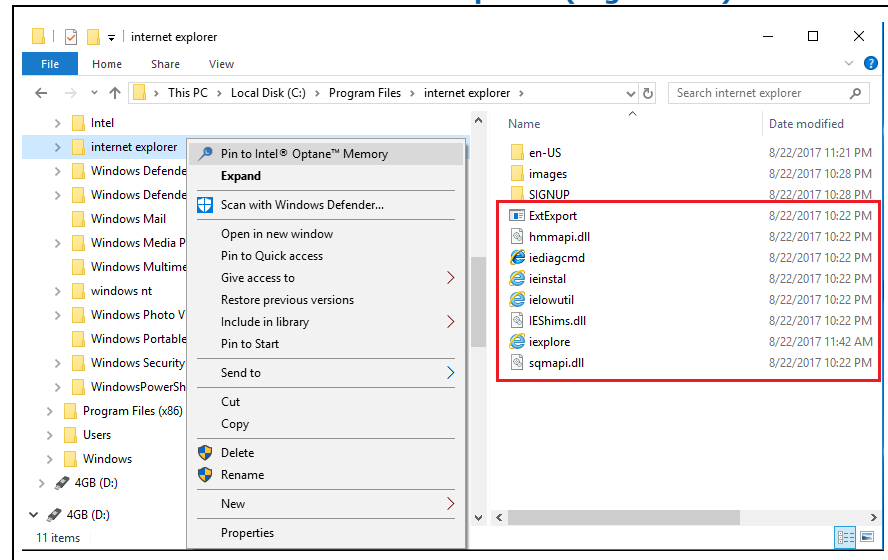 internet explorer
File Home Share View
This PC > Local Disk (C:) > Program Files > internet explorer >
Search internet explorer
Intel
internet explorer
Windows Defende
Windows Defende
Windows Mail
Windows Media P
Windows Multime
windows nt
Windows Photo V
Windows Portable
Windows Security
WindowsPowerSh
Program Files (x86)
Users
Windows
4GB (D:)
4GB (D:)
11 items
Pin to Intel® Optane™ Memory
Expand
Scan with Windows Defender...
Open in new window
Pin to Quick access
Give access to
Restore previous versions
Include in library
Pin to Start
Send to
Cut
Copy
Delete
Rename
New
Properties
Name Date modified
en-US 8/22/2017 11:21 PM
images 8/22/2017 10:28 PM
SIGNUP 8/22/2017 10:28 PM
ExtExport 8/22/2017 10:22 PM
hmmapi.dll 8/22/2017 10:22 PM
iediagcmd 8/22/2017 10:22 PM
ieinstal 8/22/2017 10:22 PM
ielowutil 8/22/2017 10:22 PM
IEShims.dll 8/22/2017 10:22 PM
iexplore 8/22/2017 11:42 AM
sqmapi.dll 8/22/2017 10:22 PM